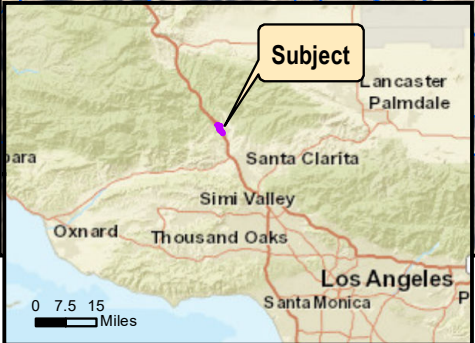 Subject
Lancaster
Palmdale
bara
Santa Clarita
Simi Valley
Oxnard
Thousand Oaks
Los Angeles
Santa Monica
P
0 7.5 15
Miles